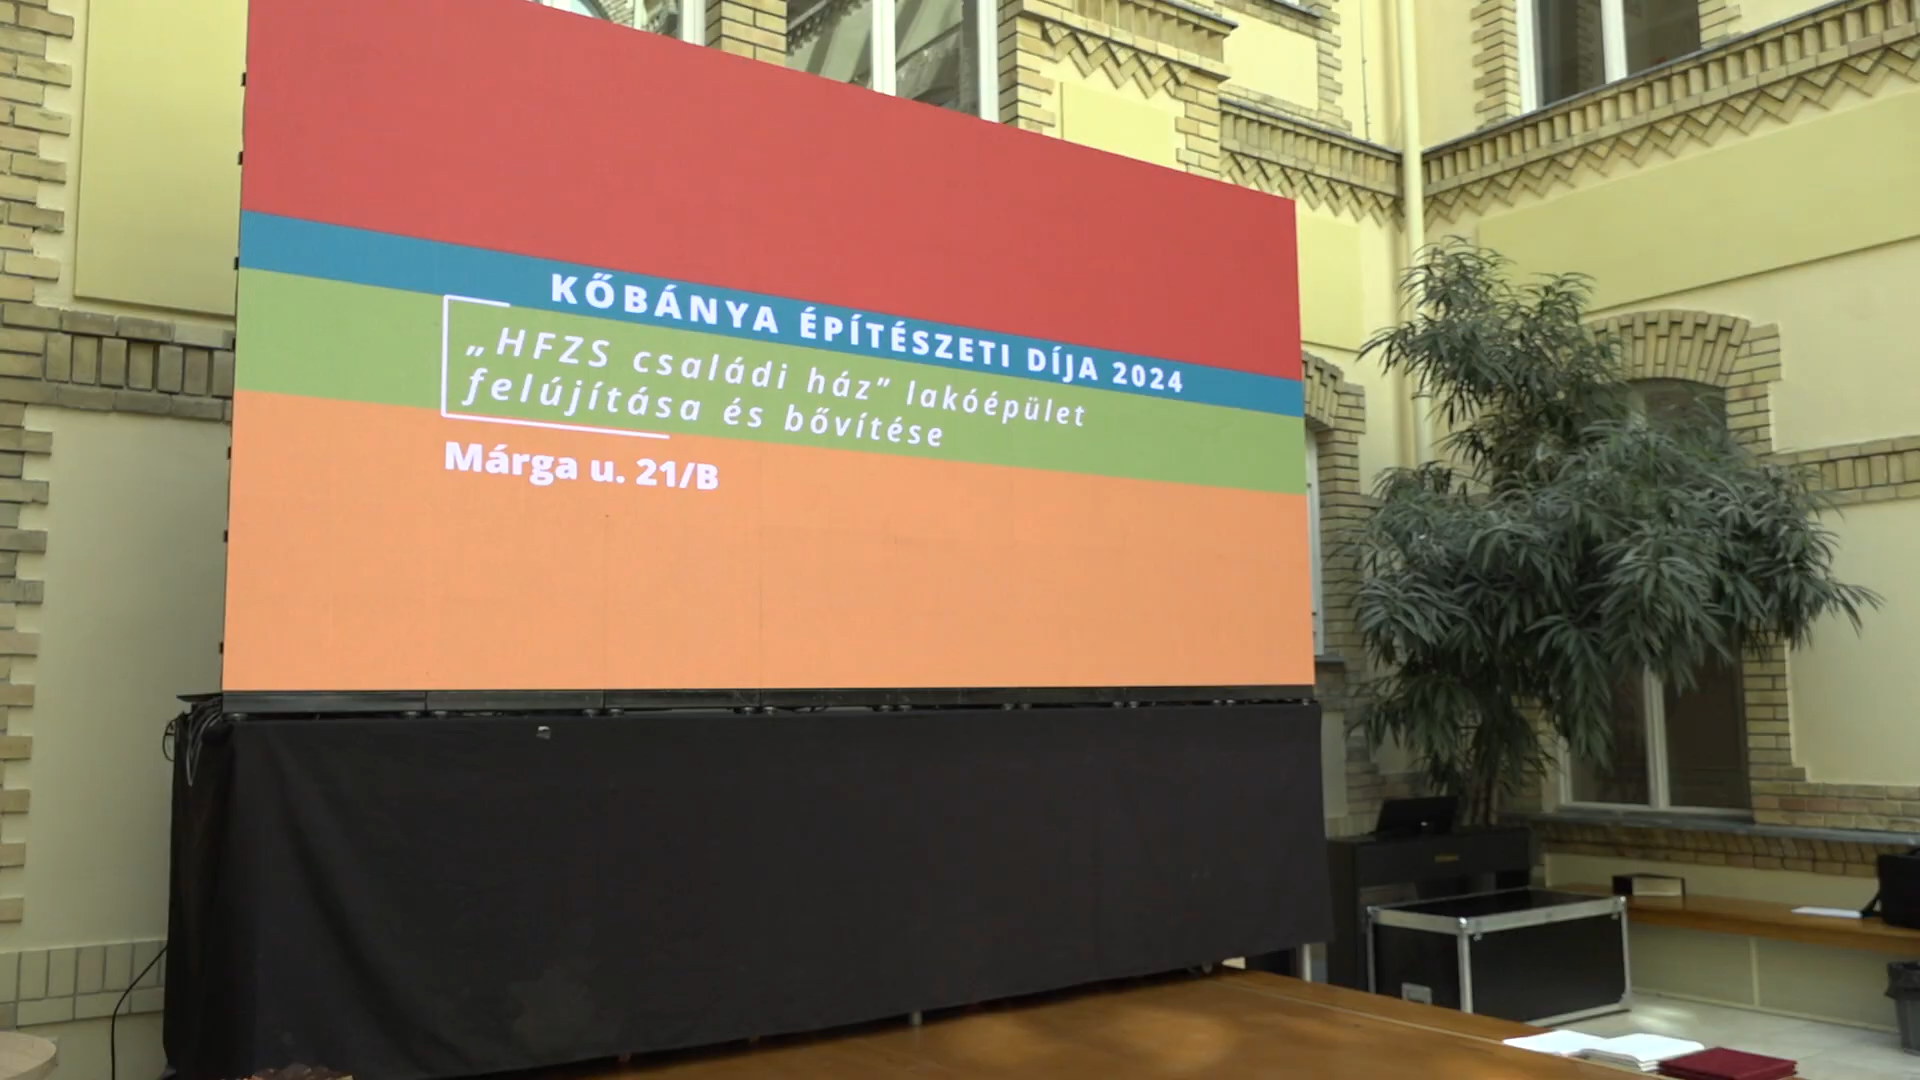 KŐBÁNYA ÉPÍTÉSZETI DÍJA 2024
„HFZS családi ház” lakóépület
felújítása és bővítése
Márga u. 21/B